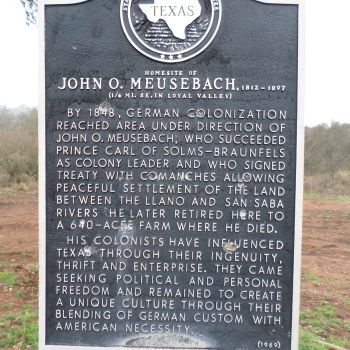 TEXAS
HOMESITE OF
JOHN O. MEUSEBACH, 1812-1897
(1/4 MI. SE. IN LOYAL VALLEY)
BY 1848, GERMAN COLONIZATION
REACHED AREA UNDER DIRECTION OF
JOHN O. MEUSEBACH, WHO SUCCEEDED
PRINCE CARL OF SOLMS-BRAUNFELS
AS COLONY LEADER AND WHO SIGNED
TREATY WITH COMANCHES ALLOWING
PEACEFUL SETTLEMENT OF THE LAND
BETWEEN THE LLANO AND SAN SABA
RIVERS. HE LATER RETIRED HERE TO
A 640-ACRE FARM WHERE HE DIED.
HIS COLONISTS HAVE INFLUENCED
TEXAS THROUGH THEIR INGENUITY,
THRIFT AND ENTERPRISE. THEY CAME
SEEKING POLITICAL AND PERSONAL
FREEDOM AND REMAINED TO CREATE
A UNIQUE CULTURE THROUGH THEIR
BLENDING OF GERMAN CUSTOM WITH
AMERICAN NECESSITY.
(1969)